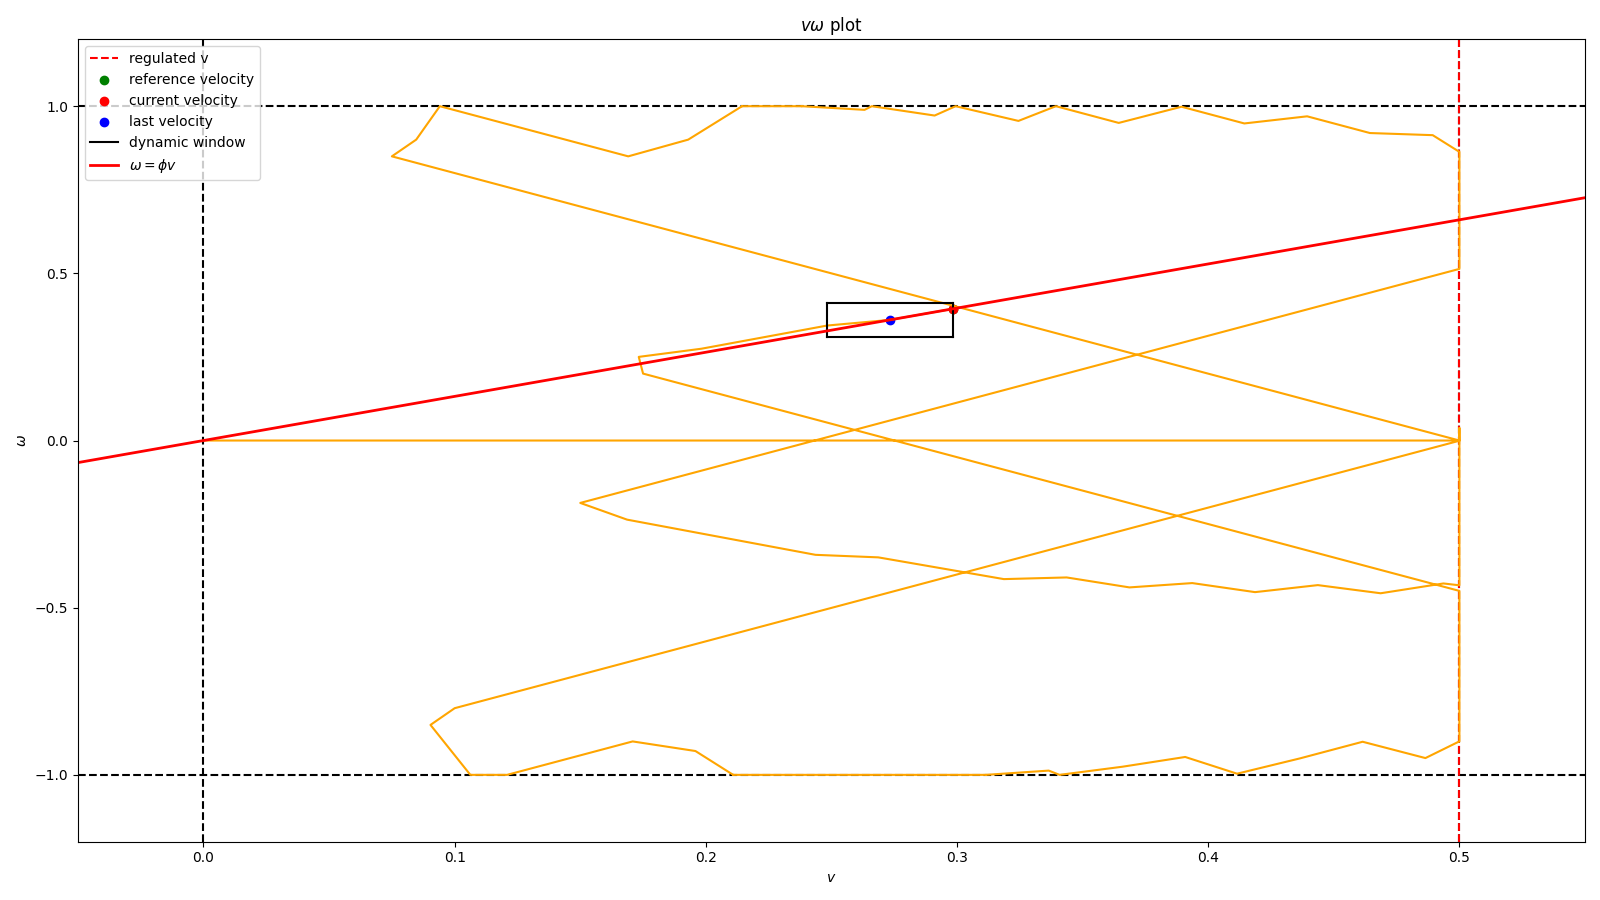 vω plot
regulated v
reference velocity
current velocity
last velocity
dynamic window
ω = ϕv
1.0
0.5
0.0
−0.5
−1.0
ω
0.0 0.1 0.2 0.3 0.4 0.5
v